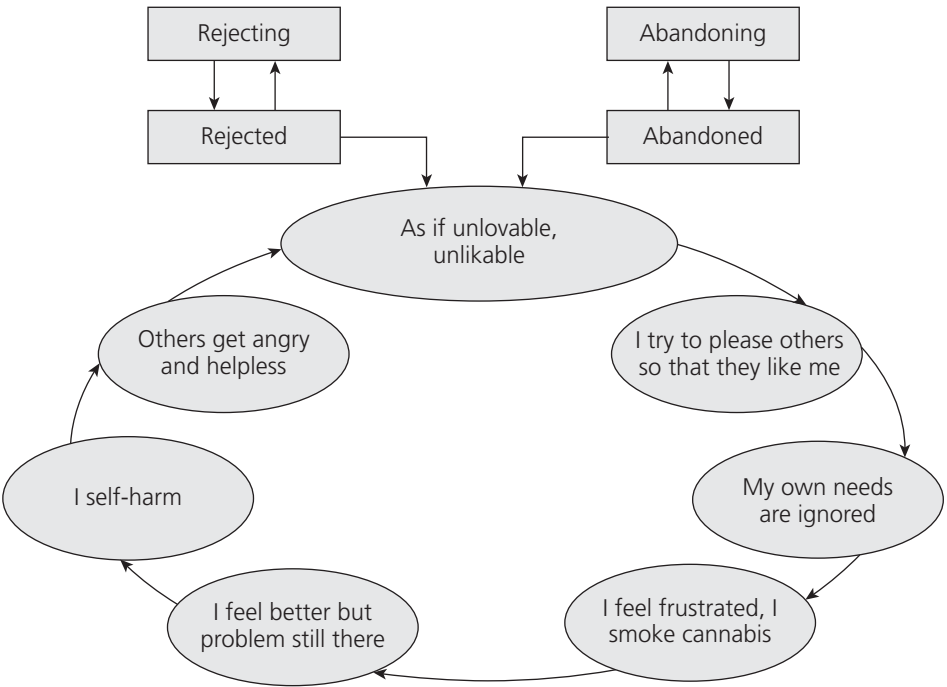 Rejecting
Abandoning
Rejected
Abandoned
As if unlovable,
unlikable
Others get angry
and helpless
I try to please others
so that they like me
I self-harm
My own needs
are ignored
I feel better but
problem still there
I feel frustrated, I
smoke cannabis